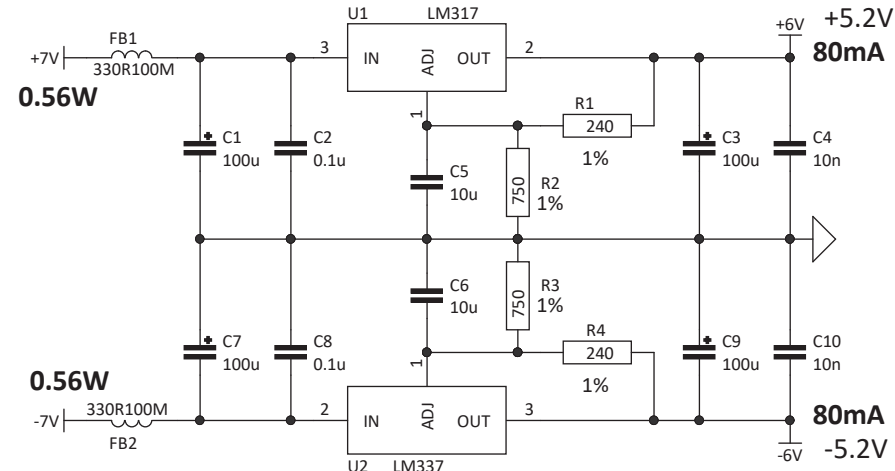 U1 LM317
FB1
+7V
330R100M
0.56W
3 IN ADJ OUT 2
1
+6V +5.2V
80mA
R1
240
1%
C1
100u
C2
0.1u
C5
10u
750
R2
1%
C3
100u
C4
10n
C6
10u
750
R3
1%
R4
240
1%
C7
100u
C8
0.1u
C9
100u
C10
10n
0.56W
330R100M
-7V
FB2
1
2 IN ADJ OUT 3
U2 LM337
80mA
-6V -5.2V